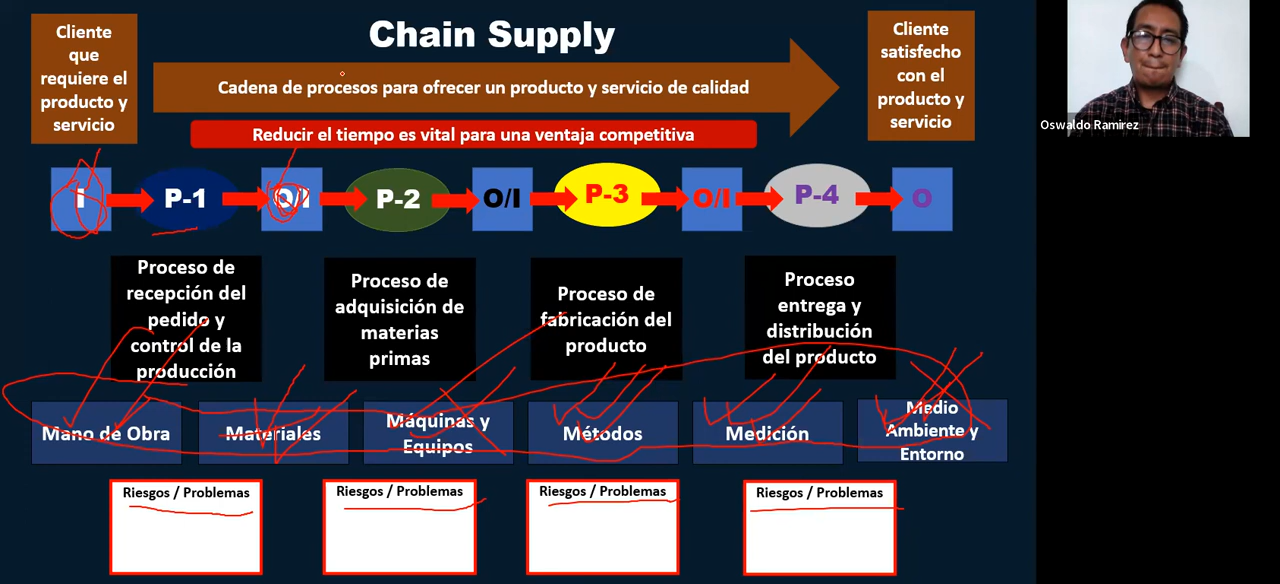 Chain Supply
Cliente
que
requiere el
producto y
servicio
Cadena de procesos para ofrecer un producto y servicio de calidad
Cliente
satisfecho
con el
producto y
servicio
Oswaldo Ramirez
Reducir el tiempo es vital para una ventaja competitiva
I
P-1
O/I
P-2
O/I
P-3
O/I
P-4
O
Proceso de
recepción del
pedido y
control de la
producción
Proceso de
adquisición de
materias
primas
Proceso de
fabricación del
producto
Proceso
entrega y
distribución
del producto
Mano de Obra
Materiales
Máquinas y
Equipos
Métodos
Medición
Medio
Ambiente y
Entorno
Riesgos / Problemas
Riesgos / Problemas
Riesgos / Problemas
Riesgos / Problemas